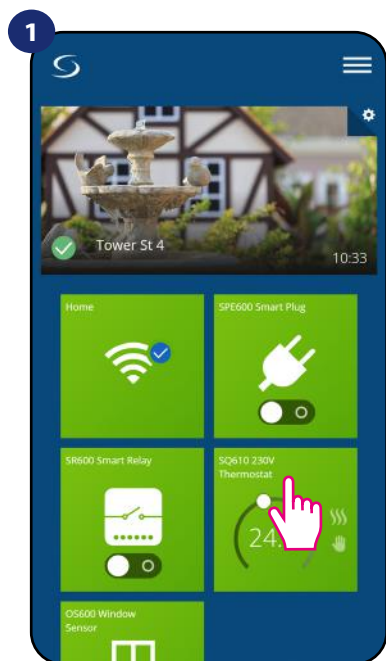 1
Tower St 4
10:33
Home
SPE600 Smart Plug
SR600 Smart Relay
SQ610 230V
Thermostat
24.
OS600 Window
Sensor